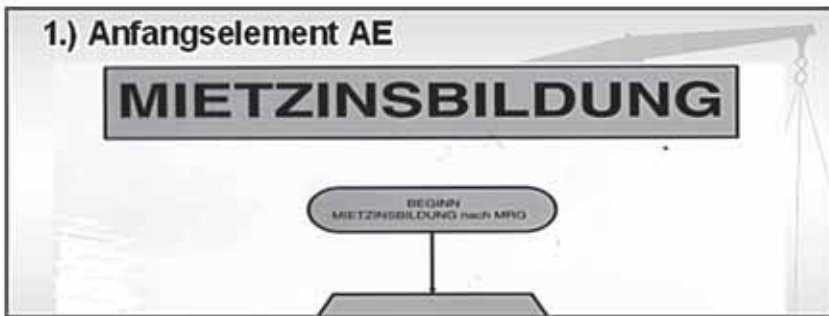 1.) Anfangselement AE
MIETZINSBILDUNG
BEGINN
MIETZINSBILDUNG nach MRG